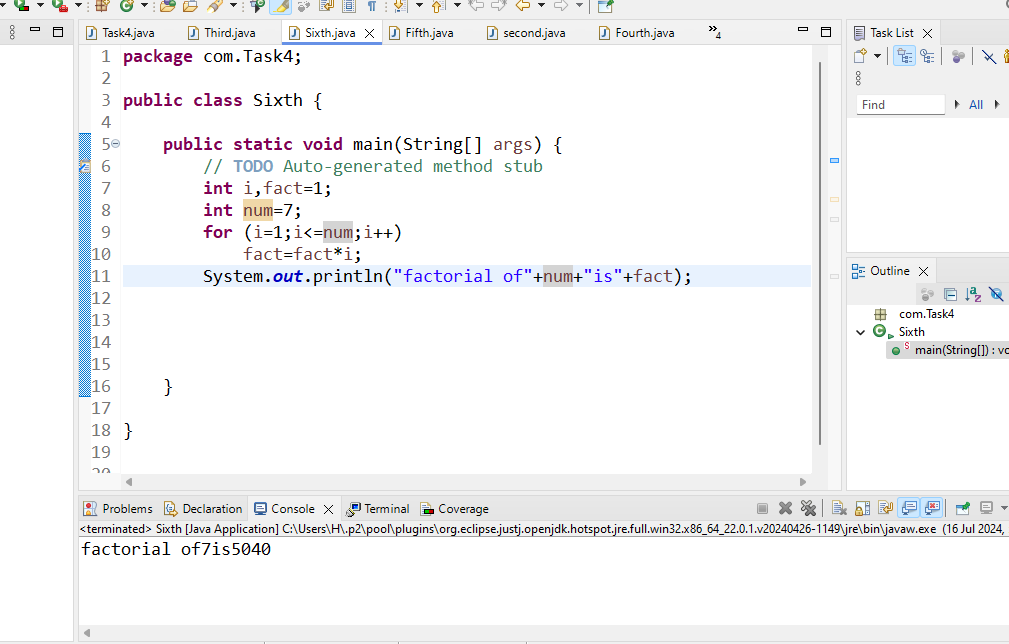 Task4.java Third.java Sixth.java Fifth.java second.java Fourth.java »4 Task List
1 package com.Task4;
2
3 public class Sixth {
4
5 public static void main(String[] args) {
6 // TODO Auto-generated method stub
7 int i,fact=1;
8 int num=7;
9 for (i=1;i<=num;i++)
10 fact=fact*i;
11 System.out.println("factorial of"+num+"is"+fact);
12
13
14
15
16 }
17
18 }
19
20
Find All
Outline
com.Task4
Sixth
main(String[]) : vo
Problems Declaration Console Terminal Coverage
<terminated> Sixth [Java Application] C:\Users\H\.p2\pool\plugins\org.eclipse.justj.openjdk.hotspot.jre.full.win32.x86_64_22.0.1.v20240426-1149\jre\bin\javaw.exe (16 Jul 2024,
factorial of7is5040